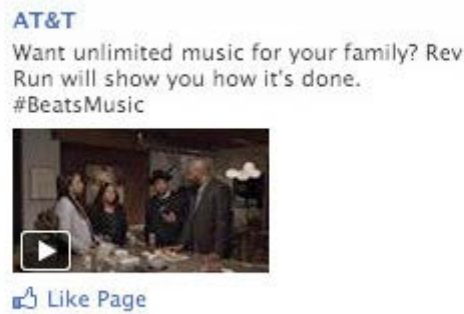 AT&T
Want unlimited music for your family? Rev
Run will show you how it's done.
#BeatsMusic
Like Page